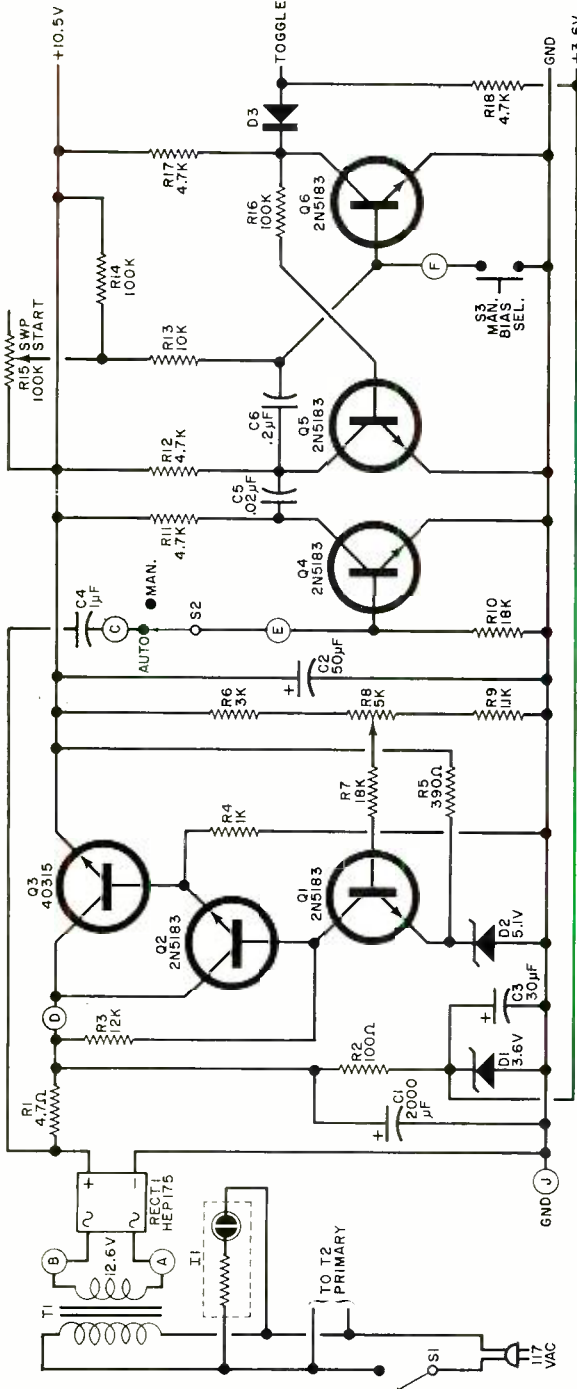 +10.5V
R15 SWP
100K START
R14
100K
R17
4.7K
D3
TOGGLE
R16
100K
R13
10K
R12
4.7K
R11
4.7K
C6
.2µF
C5
.02µF
Q6
2N5183
F
S3
MAN.
BIAS
SEL.
R18
4.7K
GND
+3.6V
Q5
2N5183
Q4
2N5183
C4
1µF
C
MAN.
AUTO
S2
E
R10
18K
+
C2
50µF
R6
3K
R8
5K
R9
11K
R7
18K
R5
390Ω
R4
1K
Q3
40315
Q2
2N5183
Q1
2N5183
D2
5.1V
+
C3
30µF
D1
3.6V
R2
100Ω
D
R3
12K
R1
4.7Ω
+
C1
2000
µF
+
-
RECT.1
HEP175
B
12.6V
A
T1
I1
TO T2
PRIMARY
S1
117
VAC
GND
J